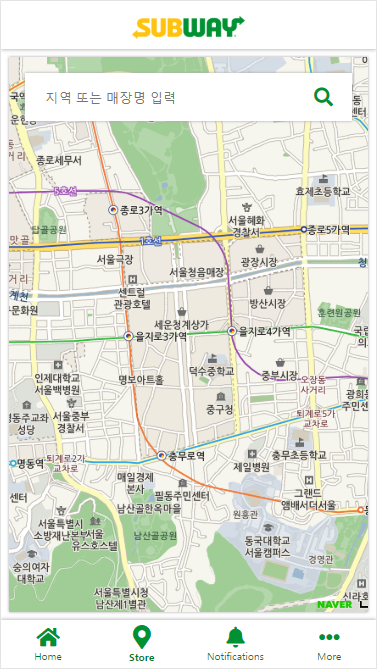 SUBWAY
지역 또는 매장명 입력
종로세무서
효제초등학교
5호선
종로3가역
서울혜화
경찰서
탑골공원
종로5가역
1호선
광장시장
서울극장
서울청음매장
센트럴
관광호텔
방산시장
훈련원공원
세운청계상가
을지로3가역
을지로4가역
덕수중학교
인제대학교
서울백병원
명보아트홀
중부시장
오장동
사거리
중구청
서울중부
경찰서
퇴계로5가
교차로
퇴계로2가
교차로
명동역
충무로역
충무초등학교
제일병원
매일경제
본사
필동주민센터
남산골한옥마을
그랜드
앰배서더서울
원흥관
서울특별시
소방재난본부
서울
유스호스텔
남산골공원
동국대학교
서울캠퍼스
경영관
숭의여자
대학교
서울특별시청
남산제1별관
NAVER
Home
Store
Notifications
More